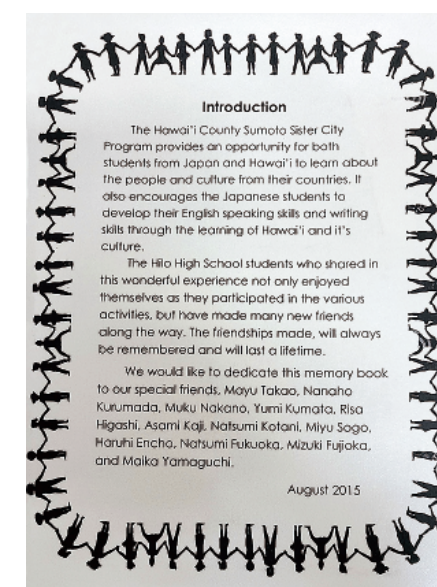 Introduction
The Hawai'i County Sumoto Sister City
Program provides an opportunity for both
students from Japan and Hawai'i to learn about
the people and culture from their countries. It
also encourages the Japanese students to
develop their English speaking skills and writing
skills through the learning of Hawai'i and it's
culture.
The Hilo High School students who shared in
this wonderful experience not only enjoyed
themselves as they participated in the various
activities, but have made many new friends
along the way. The friendships made, will always
be remembered and will last a lifetime.
We would like to dedicate this memory book
to our special friends, Mayu Takao, Nanaho
Kurumada, Muku Nakano, Yumi Kumata, Risa
Higashi, Asami Kaji, Natsumi Kotani, Miyu Sogo,
Haruhi Encho, Natsumi Fukuoka, Mizuki Fujioka,
and Maika Yamaguchi.
August 2015